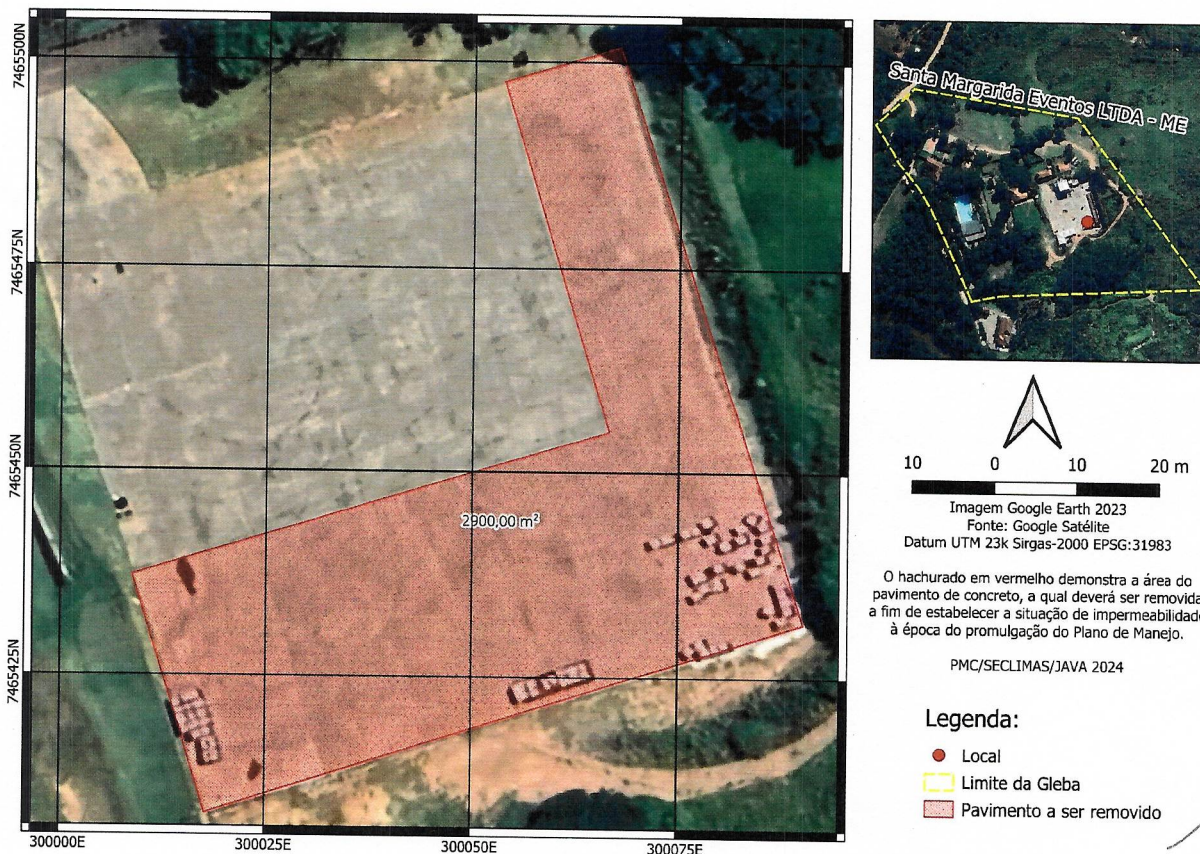 7465500N
7465475N
7465450N
7465425N
300000E
300025E
300050E
300075E
2900,00 m²
Santa Margarida Eventos LTDA - ME
10 0 10 20 m
Imagem Google Earth 2023
Fonte: Google Satélite
Datum UTM 23k Sirgas-2000 EPSG:31983
O hachurado em vermelho demonstra a área do
pavimento de concreto, a qual deverá ser removida
a fim de estabelecer a situação de impermeabilidade
à época do promulgação do Plano de Manejo.
PMC/SECLIMAS/JAVA 2024
Legenda:
Local
Limite da Gleba
Pavimento a ser removido